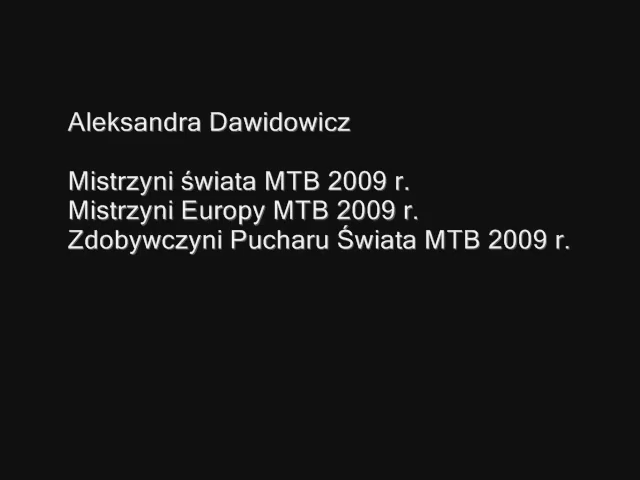 Aleksandra Dawidowicz
Mistrzyni świata MTB 2009 r.
Mistrzyni Europy MTB 2009 r.
Zdobywczyni Pucharu Świata MTB 2009 r.